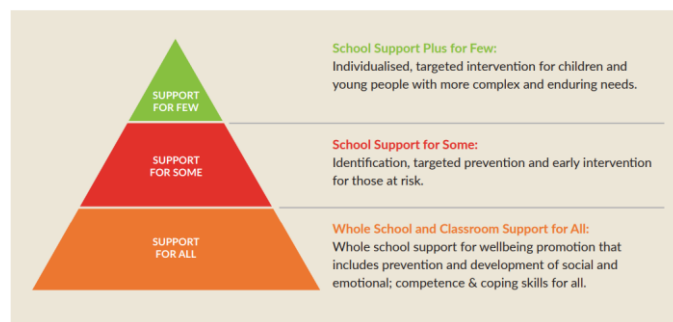 SUPPORT
FOR FEW
School Support Plus for Few:
Individualised, targeted intervention for children and
young people with more complex and enduring needs.
SUPPORT
FOR SOME
School Support for Some:
Identification, targeted prevention and early intervention
for those at risk.
SUPPORT
FOR ALL
Whole School and Classroom Support for All:
Whole school support for wellbeing promotion that
includes prevention and development of social and
emotional; competence & coping skills for all.